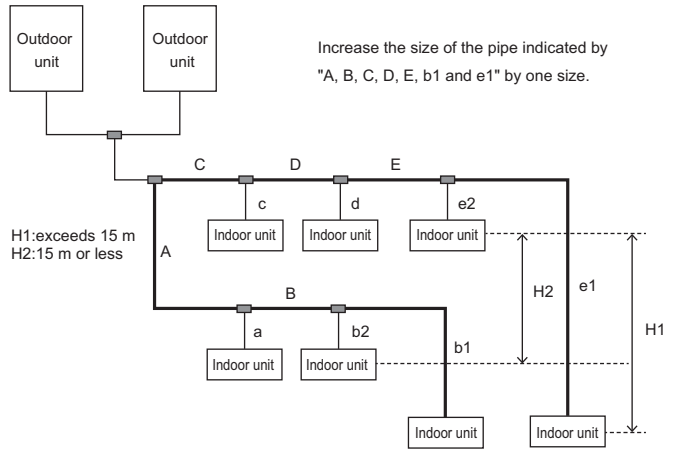 Outdoor
unit
Outdoor
unit
Increase the size of the pipe indicated by
"A, B, C, D, E, b1 and e1" by one size.
C
D
E
c
d
e2
Indoor unit
Indoor unit
Indoor unit
H1:exceeds 15 m
H2:15 m or less
A
B
H2
e1
H1
a
b2
b1
Indoor unit
Indoor unit
Indoor unit
Indoor unit